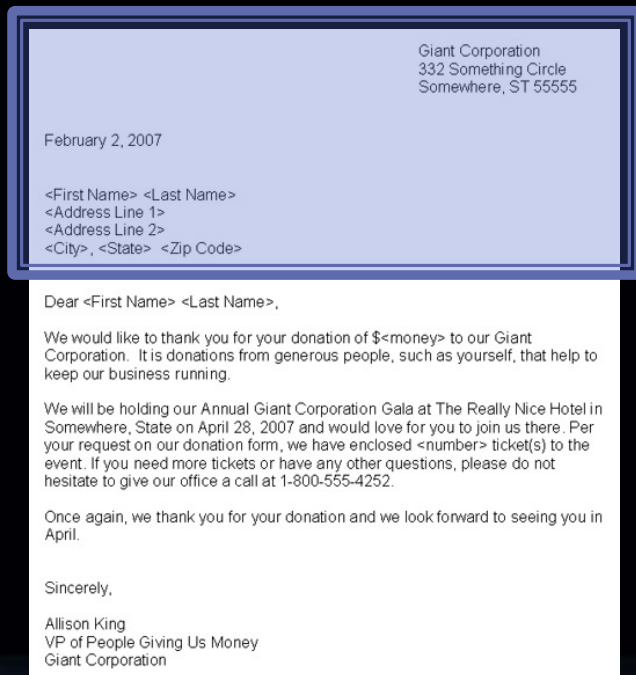 Giant Corporation
332 Something Circle
Somewhere, ST 55555
February 2, 2007
<First Name> <Last Name>
<Address Line 1>
<Address Line 2>
<City>, <State> <Zip Code>
Dear <First Name> <Last Name>,
We would like to thank you for your donation of $<money> to our Giant
Corporation. It is donations from generous people, such as yourself, that help to
keep our business running.
We will be holding our Annual Giant Corporation Gala at The Really Nice Hotel in
Somewhere, State on April 28, 2007 and would love for you to join us there. Per
your request on our donation form, we have enclosed <number> ticket(s) to the
event. If you need more tickets or have any other questions, please do not
hesitate to give our office a call at 1-800-555-4252.
Once again, we thank you for your donation and we look forward to seeing you in
April.
Sincerely,
Allison King
VP of People Giving Us Money
Giant Corporation